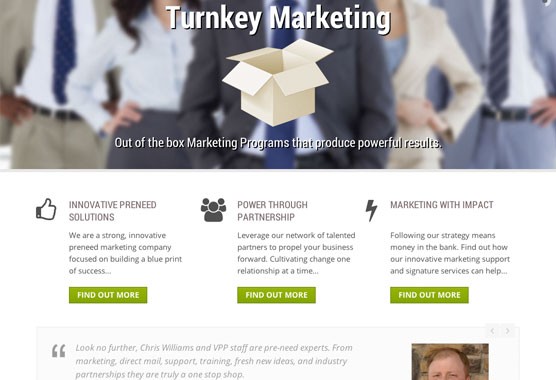 Turnkey Marketing
Out of the box Marketing Programs that produce powerful results.
INNOVATIVE PRENEED
SOLUTIONS
We are a strong, innovative
preneed marketing company
focused on building a blue print
of success...
FIND OUT MORE
POWER THROUGH
PARTNERSHIP
Leverage our network of talented
partners to propel your business
forward. Cultivating change one
relationship at a time...
FIND OUT MORE
MARKETING WITH IMPACT
Following our strategy means
money in the bank. Find out how
our innovative marketing support
and signature services can help...
FIND OUT MORE
“ Look no further, Chris Williams and VPP staff are pre-need experts. From
marketing, direct mail, support, training, fresh new ideas, and industry
partnerships they are truly a one stop shop.